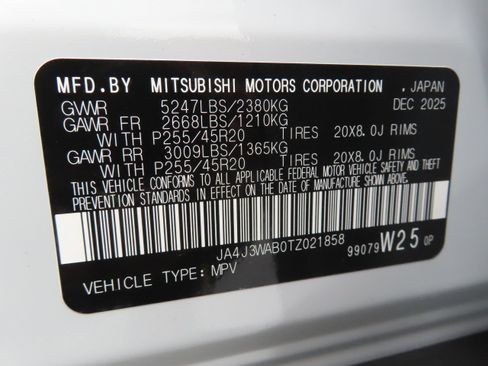 MFD.BY MITSUBISHI MOTORS CORPORATION . JAPAN
GVWR 5247LBS/2380KG DEC 2025
GAWR FR 2668LBS/1210KG
WITH P255/45R20 TIRES 20X8.0J RIMS
GAWR RR 3009LBS/1365KG
WITH P255/45R20 TIRES 20X8.0J RIMS
THIS VEHICLE CONFORMS TO ALL APPLICABLE FEDERAL MOTOR VEHICLE SAFETY AND THEFT
PREVENTION STANDARDS IN EFFECT ON THE DATE OF MANUFACTURE SHOWN ABOVE.
JA4J3WAB0TZ021858
99079 W25 0P
VEHICLE TYPE: MPV